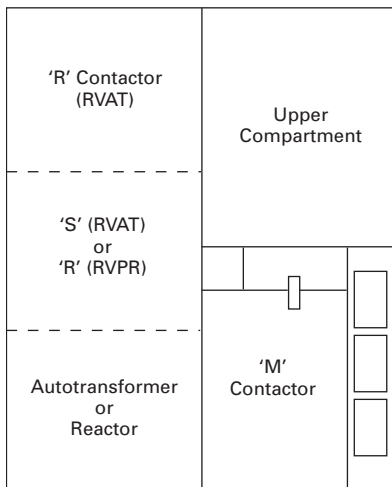 ‘R’ Contactor
(RVAT)
Upper
Compartment
‘S’ (RVAT)
or
‘R’ (RVPR)
Autotransformer
or
Reactor
‘M’
Contactor